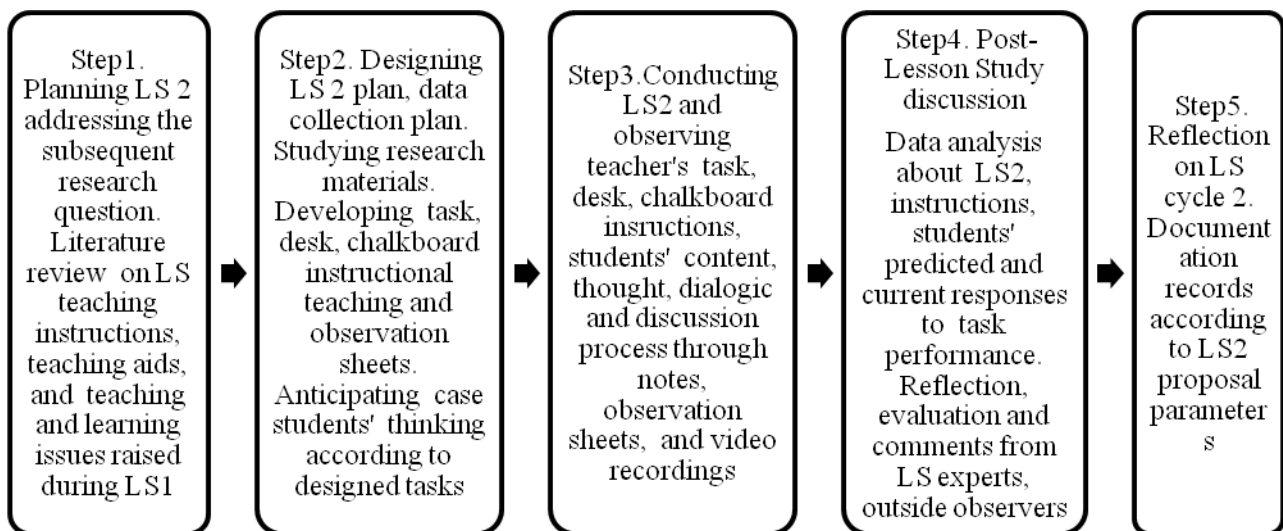 Step1.
Planning LS 2
addressing the
subsequent
research
question.
Literature
review on LS
teaching
instructions,
teaching aids,
and teaching
and learning
issues raised
during LS1
Step2. Designing
LS 2 plan, data
collection plan.
Studying research
materials.
Developing task,
desk, chalkboard
instructional
teaching and
observation
sheets.
Anticipating case
students' thinking
according to
designed tasks
Step3.Conducting
LS2 and
observing
teacher's task,
desk, chalkboard
insructions,
students' content,
thought, dialogic
and discussion
process through
notes,
observation
sheets, and video
recordings
Step4. Post-
Lesson Study
discussion
Data analysis
about LS2,
instructions,
students'
predicted and
current responses
to task
performance.
Reflection,
evaluation and
comments from
LS experts,
outside observers
Step5.
Reflection
on LS
cycle 2.
Document
ation
records
according
to LS2
proposal
parameter
s